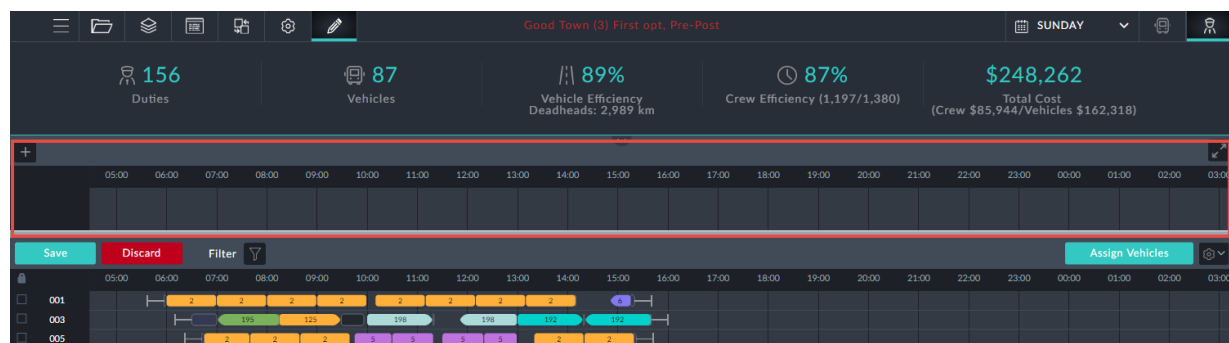 Good Town (3) First opt, Pre-Post
SUNDAY
156
Duties
87
Vehicles
89%
Vehicle Efficiency
Deadheads: 2,989 km
87%
Crew Efficiency (1,197/1,380)
$248,262
Total Cost
(Crew $85,944/Vehicles $162,318)
+
05:00 06:00 07:00 08:00 09:00 10:00 11:00 12:00 13:00 14:00 15:00 16:00 17:00 18:00 19:00 20:00 21:00 22:00 23:00 00:00 01:00 02:00 03:00
Save Discard Filter Assign Vehicles
05:00 06:00 07:00 08:00 09:00 10:00 11:00 12:00 13:00 14:00 15:00 16:00 17:00 18:00 19:00 20:00 21:00 22:00 23:00 00:00 01:00 02:00 03:00
001 2 2 2 2 2 2 2 2 6
003 195 125 198 198 192 192
005 2 2 2 5 5 5 5 2 2